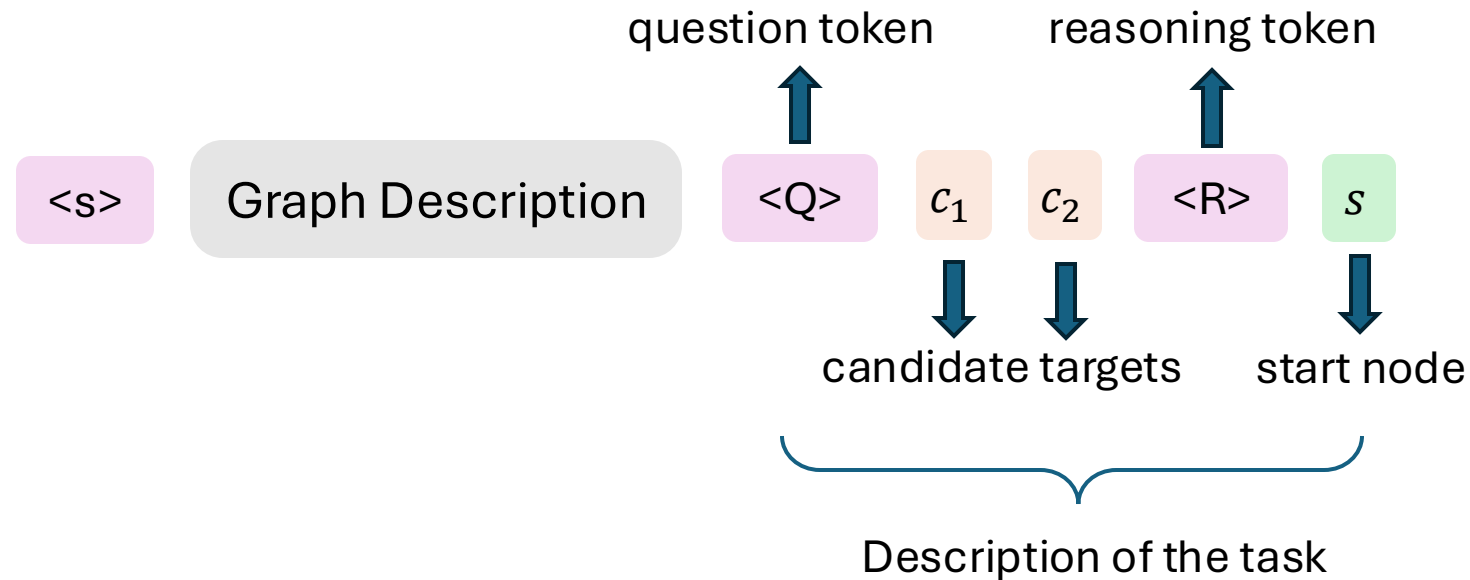 question token reasoning token
<s> Graph Description <Q> c₁ c₂ <R> s
candidate targets start node
Description of the task